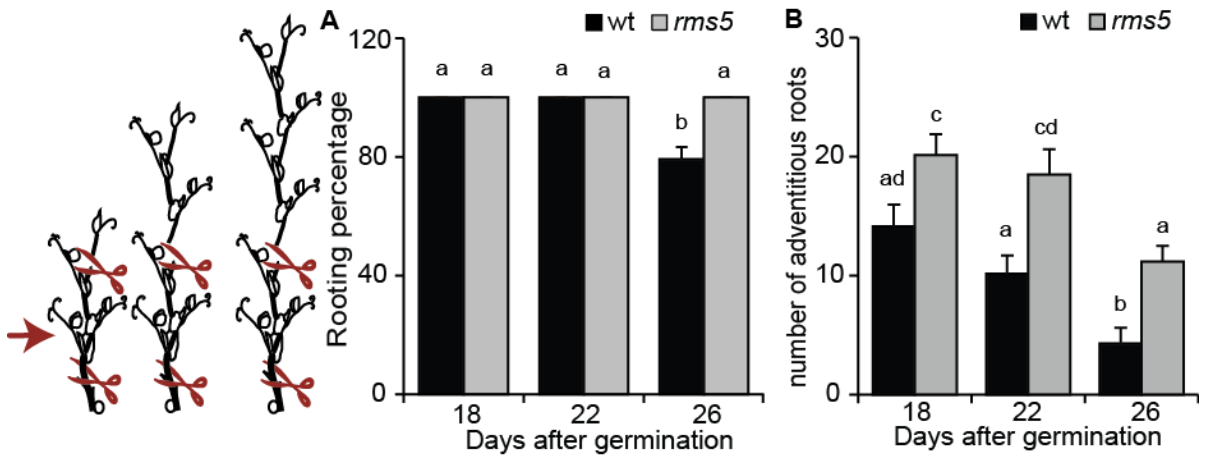 A
wt rms5
Rooting percentage
120
80
40
0
a a a a b a
18 22 26
Days after germination
B
wt rms5
number of adventitious roots
30
20
10
0
ad c a cd b a
18 22 26
Days after germination